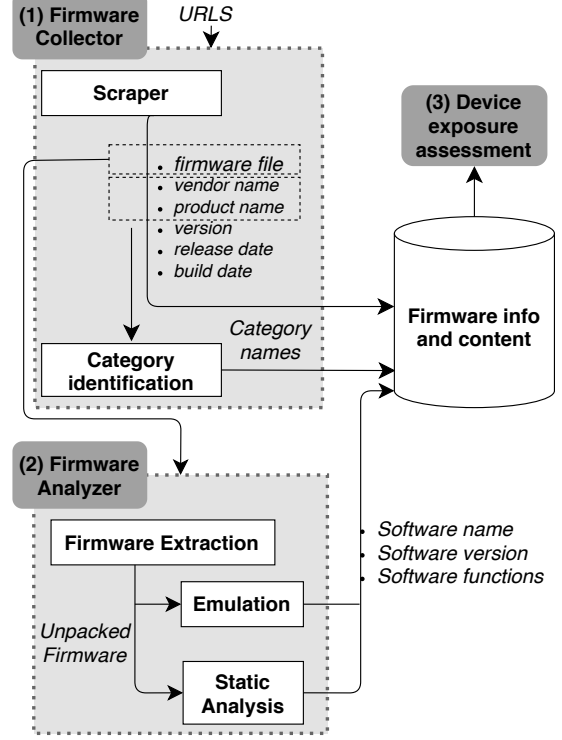 (1) Firmware
Collector
URLS
Scraper
• firmware file
• vendor name
• product name
• version
• release date
• build date
Category
identification
Category
names
(3) Device
exposure
assessment
Firmware info
and content
(2) Firmware
Analyzer
Firmware Extraction
Unpacked
Firmware
Emulation
Static
Analysis
• Software name
• Software version
• Software functions